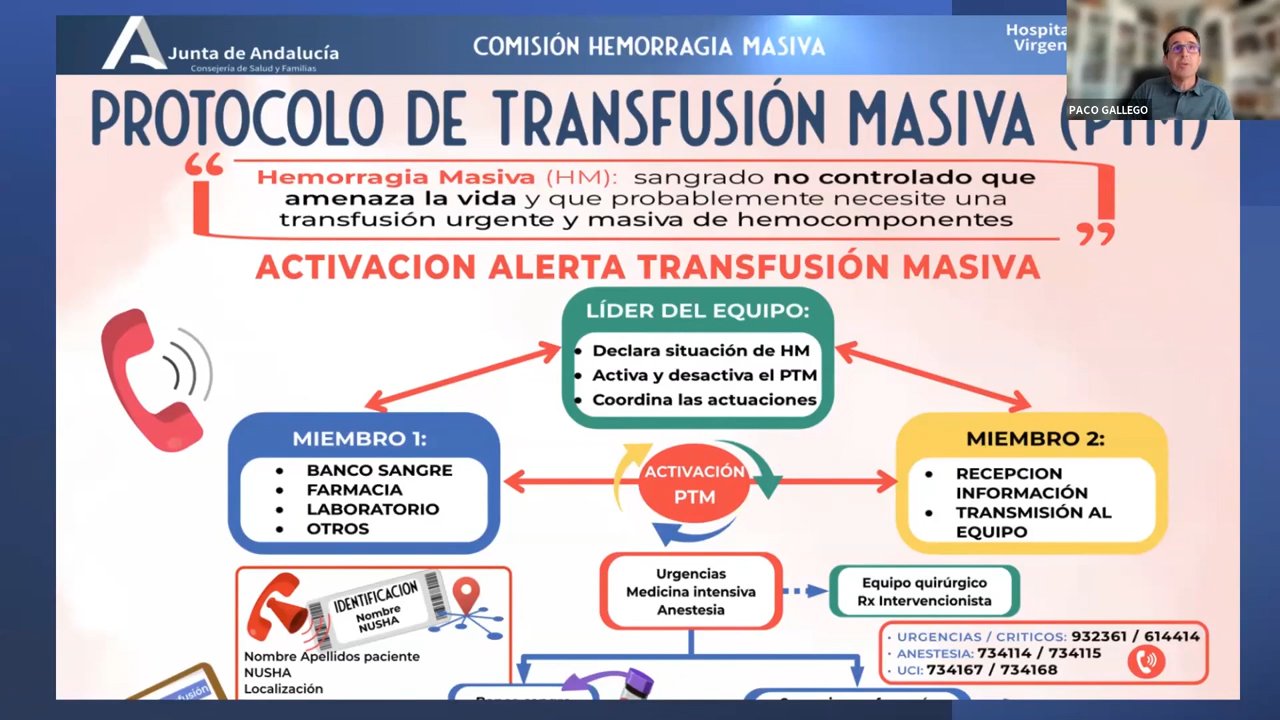 Junta de Andalucía
Consejería de Salud y Familias
COMISIÓN HEMORRAGIA MASIVA
Hospita
Virgen
PACO GALLEGO
PROTOCOLO DE TRANSFUSIÓN MASIVA (PTM)
“
Hemorragia Masiva (HM): sangrado no controlado que
amenaza la vida y que probablemente necesite una
transfusión urgente y masiva de hemocomponentes
”
ACTIVACION ALERTA TRANSFUSIÓN MASIVA
LÍDER DEL EQUIPO:
• Declara situación de HM
• Activa y desactiva el PTM
• Coordina las actuaciones
MIEMBRO 1:
• BANCO SANGRE
• FARMACIA
• LABORATORIO
• OTROS
ACTIVACIÓN
PTM
MIEMBRO 2:
• RECEPCION
INFORMACIÓN
• TRANSMISIÓN AL
EQUIPO
IDENTIFICACION
Nombre
NUSHA
Nombre Apellidos paciente
NUSHA
Localización
Urgencias
Medicina intensiva
Anestesia
Equipo quirúrgico
Rx Intervencionista
· URGENCIAS / CRITICOS: 932361 / 614414
· ANESTESIA: 734114 / 734115
· UCI: 734167 / 734168